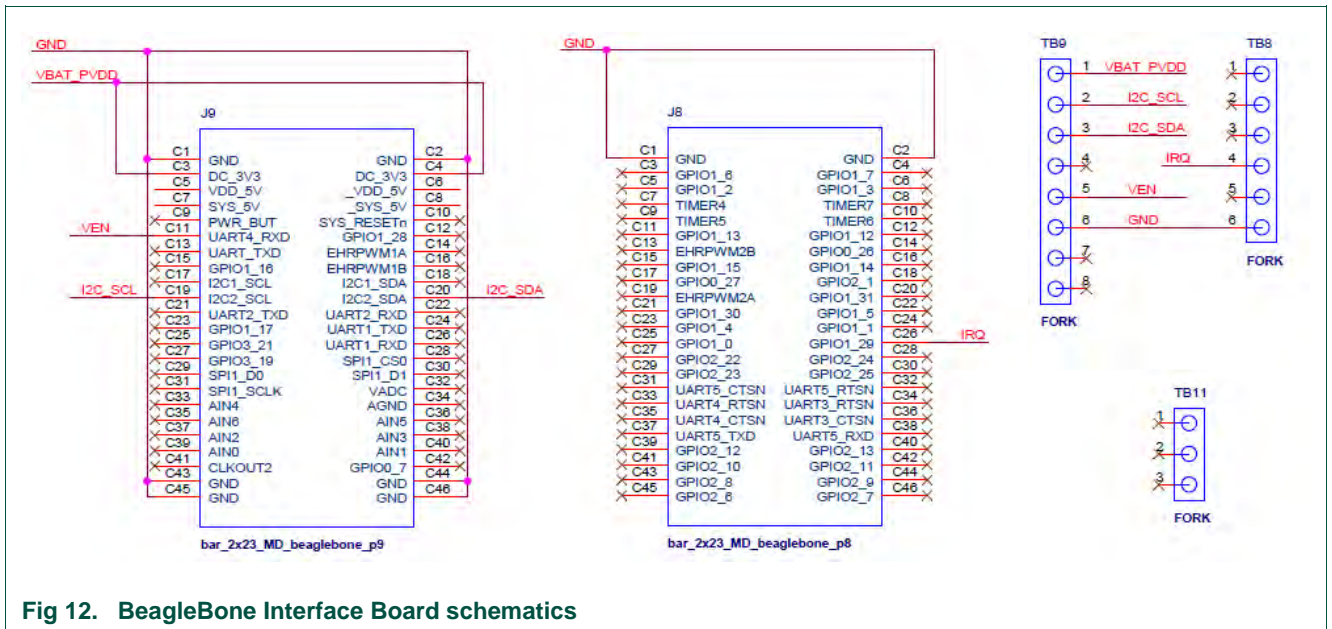 GND
VBAT_PVDD
J9
C1 GND GND C2
C3 DC_3V3 DC_3V3 C4
C5 VDD_5V _VDD_5V C6
C7 SYS_5V _SYS_5V C8
C9 PWR_BUT SYS_RESETn C10
VEN C11 UART4_RXD GPIO1_28 C12
C13 UART_TXD EHRPWM1A C14
C15 GPIO1_16 EHRPWM1B C16
C17 I2C1_SCL I2C1_SDA C18
I2C_SCL C19 I2C2_SCL I2C2_SDA C20 I2C_SDA
C21 UART2_TXD UART2_RXD C22
C23 GPIO1_17 UART1_TXD C24
C25 GPIO3_21 UART1_RXD C26
C27 GPIO3_19 SPI1_CS0 C28
C29 SPI1_D0 SPI1_D1 C30
C31 SPI1_SCLK VADC C32
C33 AIN4 AGND C34
C35 AIN6 AIN5 C36
C37 AIN2 AIN3 C38
C39 AIN0 AIN1 C40
C41 CLKOUT2 GPIO0_7 C42
C43 GND GND C44
C45 GND GND C46
bar_2x23_MD_beaglebone_p9
GND
J8
C1 GND GND C2
C3 GPIO1_6 GPIO1_7 C4
C5 GPIO1_2 GPIO1_3 C6
C7 TIMER4 TIMER7 C8
C9 TIMER5 TIMER6 C10
C11 GPIO1_13 GPIO1_12 C12
C13 EHRPWM2B GPIO0_26 C14
C15 GPIO1_15 GPIO1_14 C16
C17 GPIO0_27 GPIO2_1 C18
C19 EHRPWM2A GPIO1_31 C20
C21 GPIO1_30 GPIO1_5 C22
C23 GPIO1_4 GPIO1_1 C24
C25 GPIO1_0 GPIO1_29 C26 IRQ
C27 GPIO2_22 GPIO2_24 C28
C29 GPIO2_23 GPIO2_25 C30
C31 UART5_CTSN UART5_RTSN C32
C33 UART4_RTSN UART3_RTSN C34
C35 UART4_CTSN UART3_CTSN C36
C37 UART5_TXD UART5_RXD C38
C39 GPIO2_12 GPIO2_13 C40
C41 GPIO2_10 GPIO2_11 C42
C43 GPIO2_8 GPIO2_9 C44
C45 GPIO2_6 GPIO2_7 C46
bar_2x23_MD_beaglebone_p8
TB9 TB8
1 VBAT_PVDD 1
2 I2C_SCL 2
3 I2C_SDA 3
4 IRQ 4
5 VEN 5
6 GND 6
7
8
FORK
FORK
TB11
1
2
3
FORK
Fig 12. BeagleBone Interface Board schematics